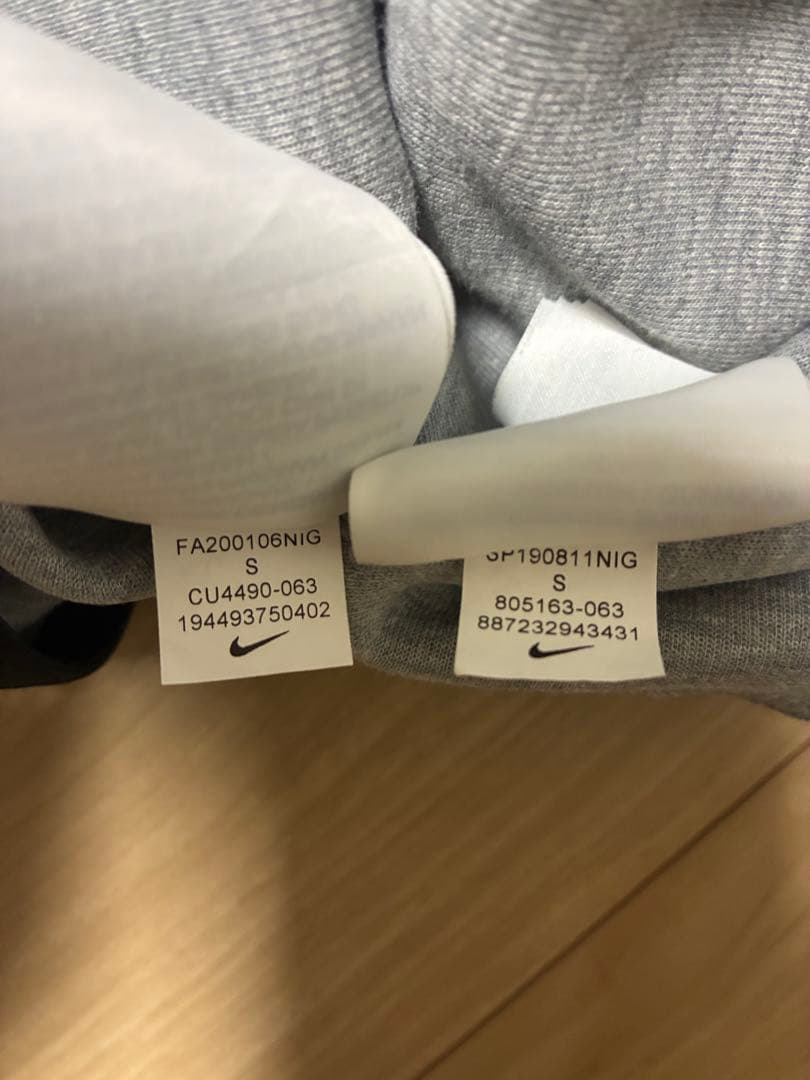 FA200106NIG
S
CU4490-063
194493750402
SP190811NIG
S
805163-063
887232943431